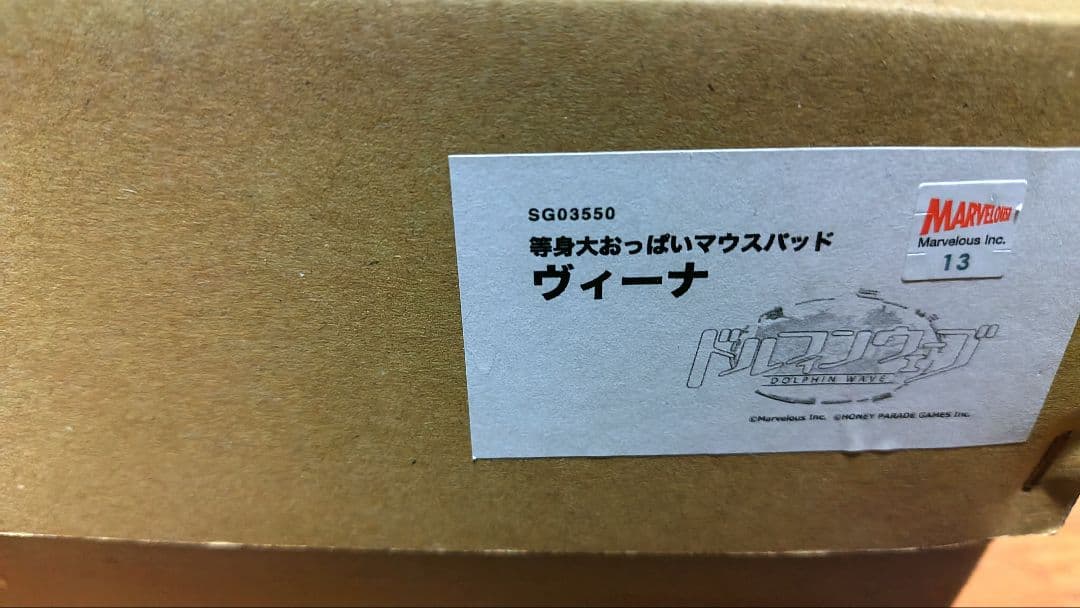 SG03550
等身大おっぱいマウスパッド
ヴィーナ
MARVELOUS!
Marvelous Inc.
13
ドルフィンウェーブ
DOLPHIN WAVE
©Marvelous Inc. ©HONEY PARADE GAMES Inc.